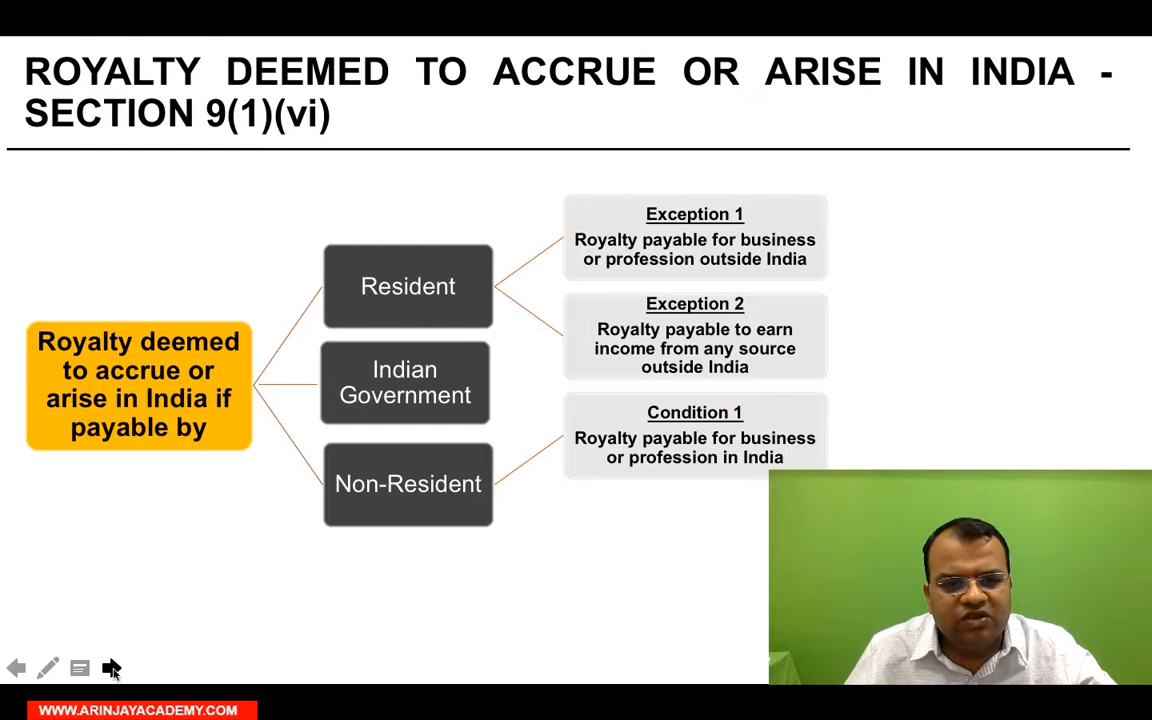 ROYALTY DEEMED TO ACCRUE OR ARISE IN INDIA -
SECTION 9(1)(vi)
Royalty deemed
to accrue or
arise in India if
payable by
Resident
Indian
Government
Non-Resident
Exception 1
Royalty payable for business
or profession outside India
Exception 2
Royalty payable to earn
income from any source
outside India
Condition 1
Royalty payable for business
or profession in India
WWW.ARINJAYACADEMY.COM